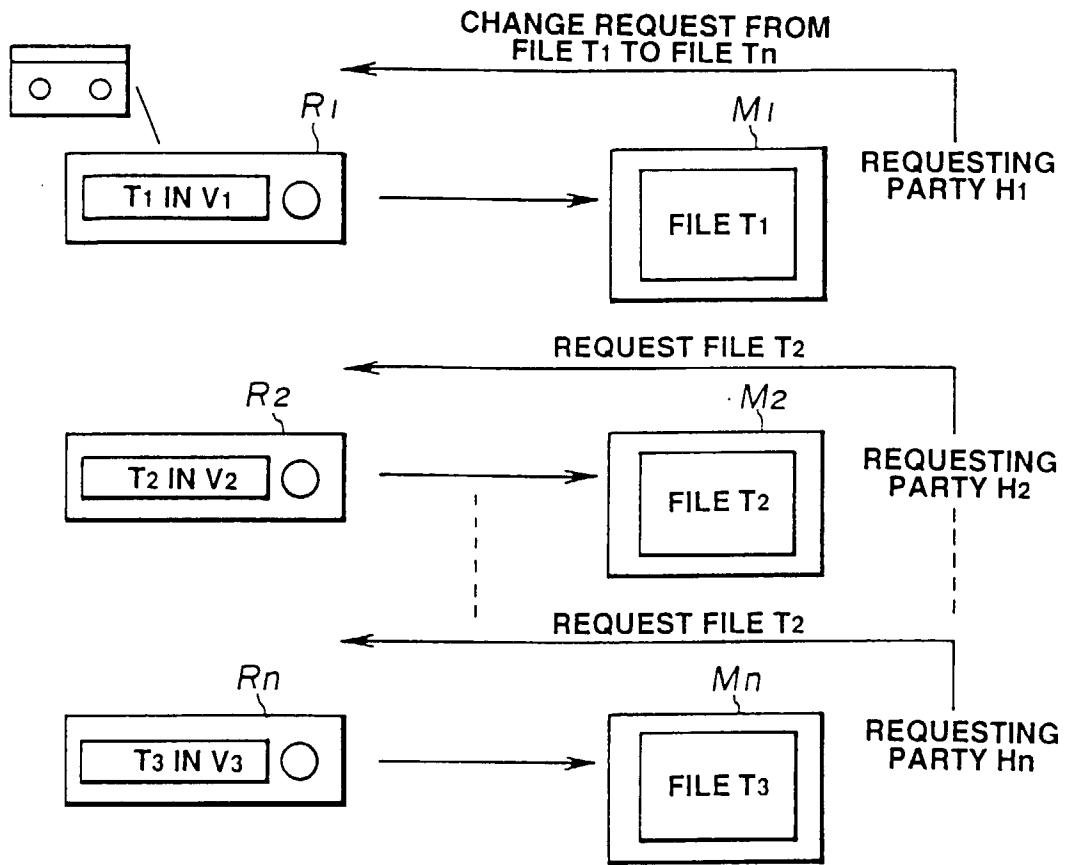 CHANGE REQUEST FROM
FILE T1 TO FILE Tn
R1
M1
T1 IN V1
FILE T1
REQUESTING
PARTY H1
REQUEST FILE T2
R2
M2
T2 IN V2
FILE T2
REQUESTING
PARTY H2
REQUEST FILE T2
Rn
Mn
T3 IN V3
FILE T3
REQUESTING
PARTY Hn